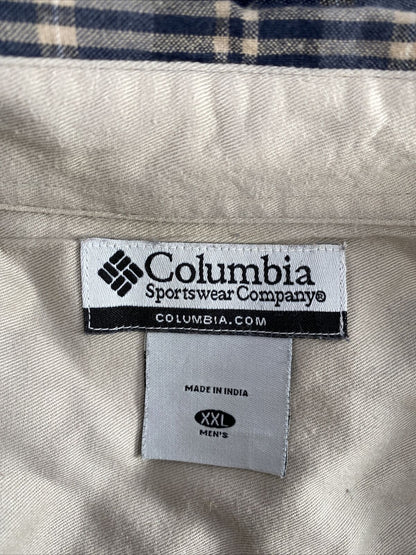 Columbia
Sportswear Company®
COLUMBIA.COM
MADE IN INDIA
XXL
MEN'S